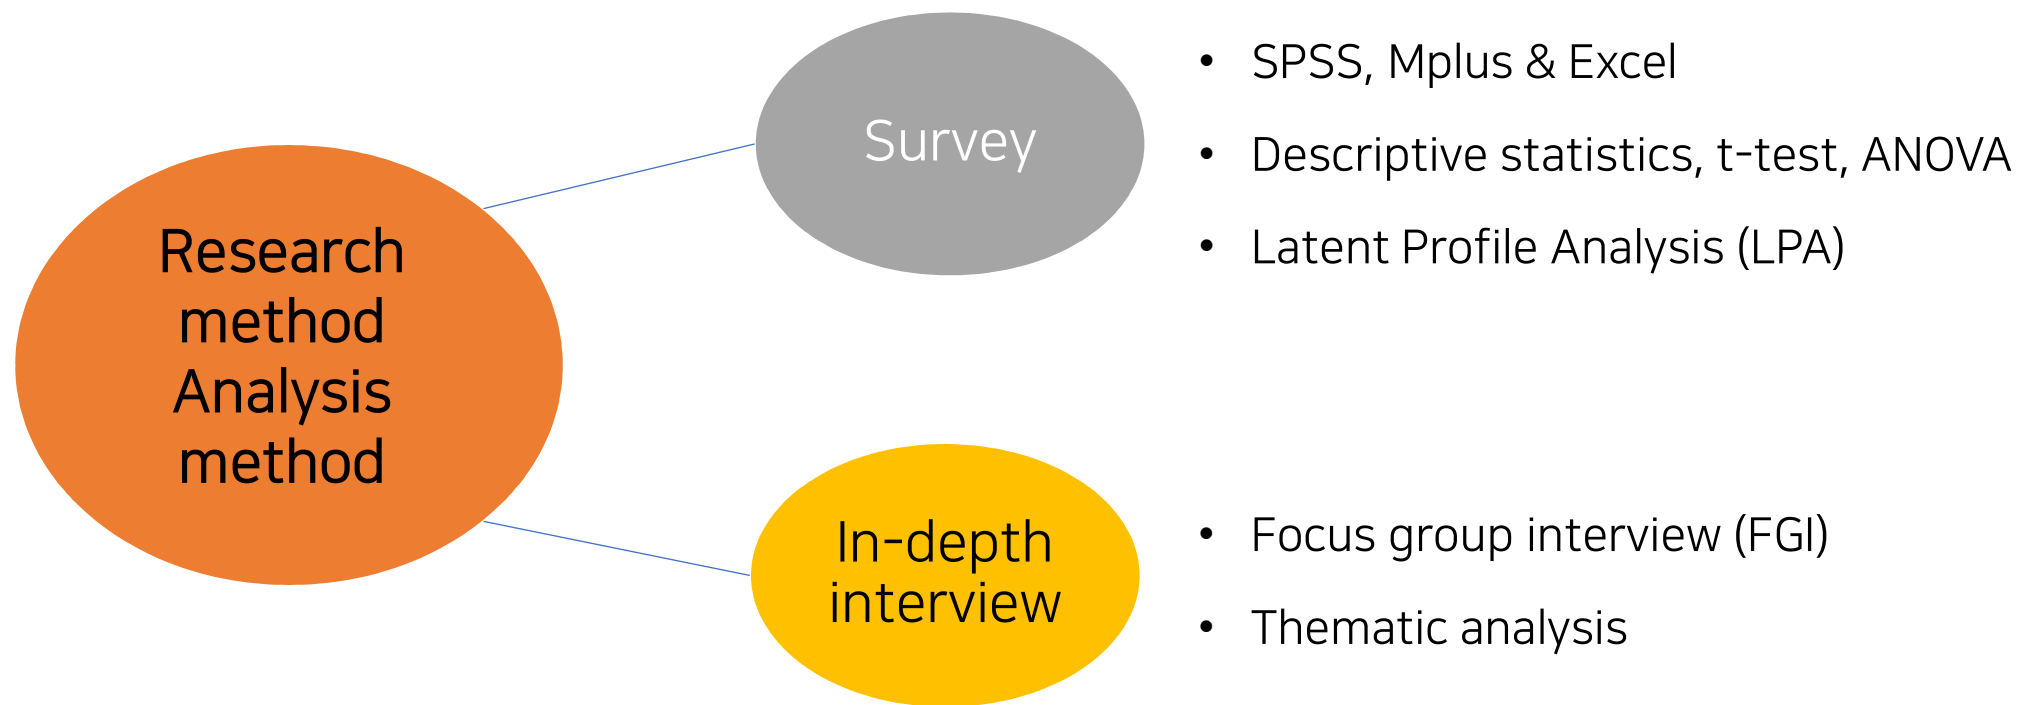 Research
method
Analysis
method
Survey
• SPSS, Mplus & Excel
• Descriptive statistics, t-test, ANOVA
• Latent Profile Analysis (LPA)
In-depth
interview
• Focus group interview (FGI)
• Thematic analysis